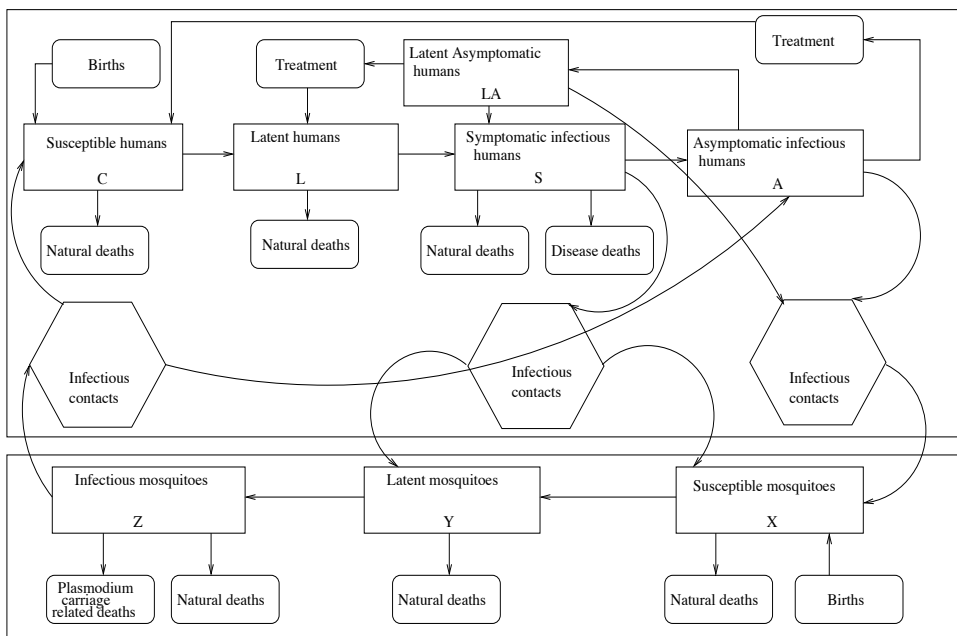 Births
Treatment
Latent Asymptomatic
humans
LA
Treatment
Susceptible humans
C
Latent humans
L
Symptomatic infectious
humans
S
Asymptomatic infectious
humans
A
Natural deaths
Natural deaths
Natural deaths
Disease deaths
Infectious
contacts
Infectious
contacts
Infectious
contacts
Infectious mosquitoes
Z
Latent mosquitoes
Y
Susceptible mosquitoes
X
Plasmodium
carriage
related deaths
Natural deaths
Natural deaths
Natural deaths
Births